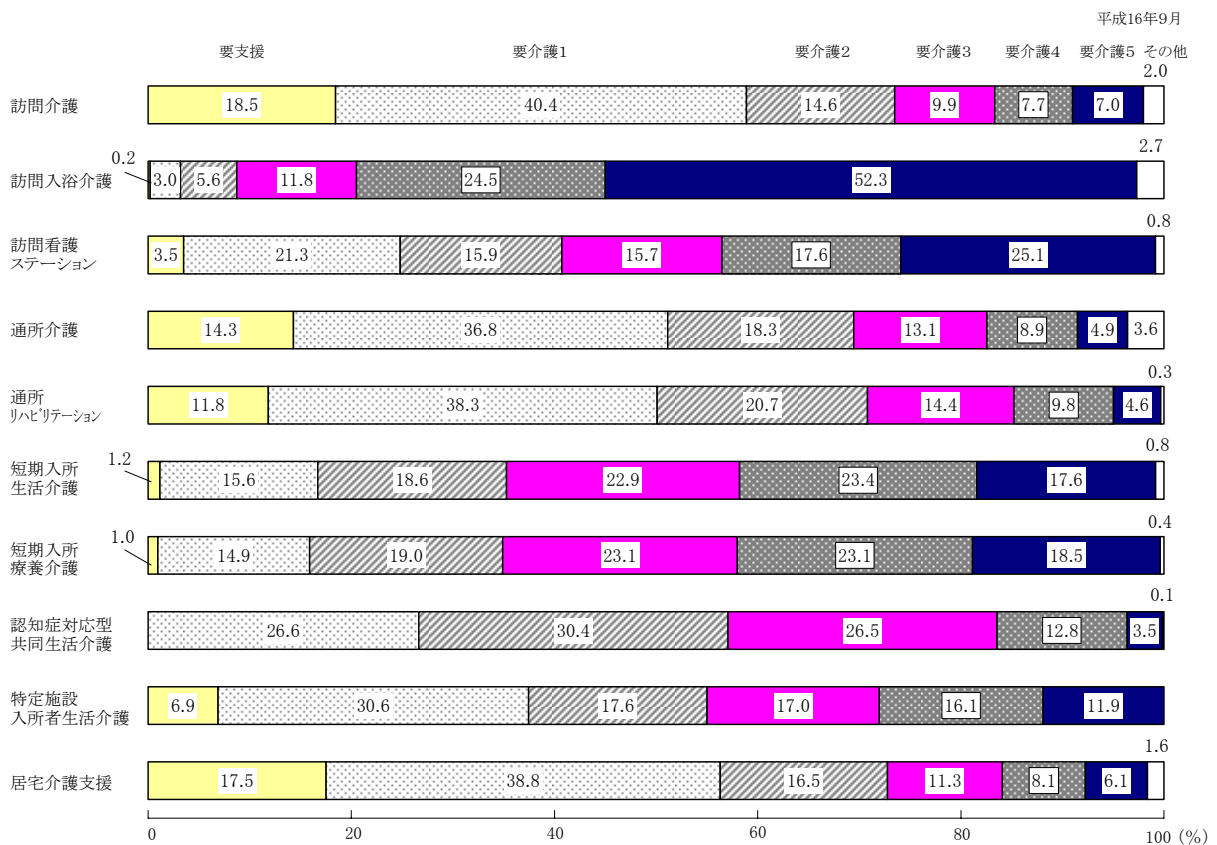 平成16年9月
要支援 要介護1 要介護2 要介護3 要介護4 要介護5 その他
2.0
訪問介護 18.5 40.4 14.6 9.9 7.7 7.0
0.2 2.7
訪問入浴介護 3.0 5.6 11.8 24.5 52.3
0.8
訪問看護
ステーション
3.5 21.3 15.9 15.7 17.6 25.1
通所介護 14.3 36.8 18.3 13.1 8.9 4.9 3.6
0.3
通所
リハビリテーション
11.8 38.3 20.7 14.4 9.8 4.6
1.2 0.8
短期入所
生活介護
15.6 18.6 22.9 23.4 17.6
1.0 0.4
短期入所
療養介護
14.9 19.0 23.1 23.1 18.5
0.1
認知症対応型
共同生活介護
26.6 30.4 26.5 12.8 3.5
特定施設
入所者生活介護
6.9 30.6 17.6 17.0 16.1 11.9
1.6
居宅介護支援 17.5 38.8 16.5 11.3 8.1 6.1
0 20 40 60 80 100 (%)